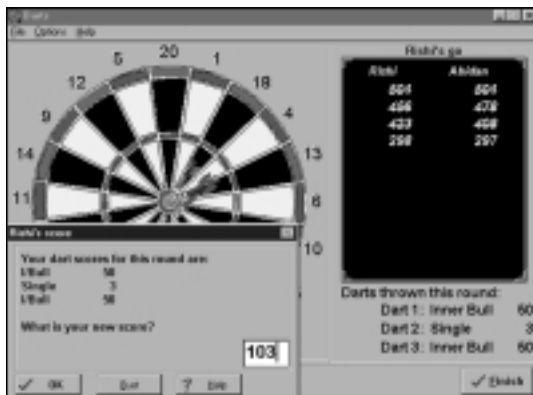 Darts
File Options Help
Rishi's go
Rishi
501 501
456 478
298 297
5 20 1
12 18
9 4
14 13
11 6
10
Rishi's score
Your dart scores for this round are:
I/Bull 50
Single 3
I/Bull 50
What is your new score?
103
OK Quit ? Help
Darts thrown this round:
Dart 1: Inner Bull 50
Dart 2: Single 3
Dart 3: Inner Bull 50
Finish